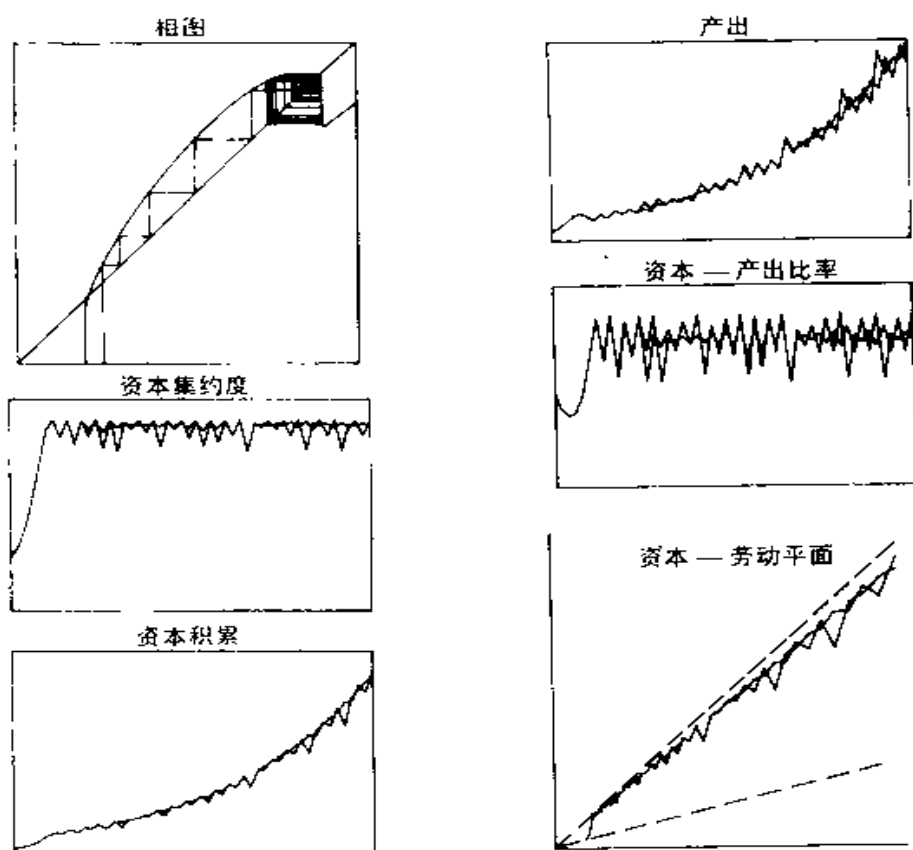 相图
产出
资本 — 产出比率
资本集约度
资本 — 劳动平面
资本积累